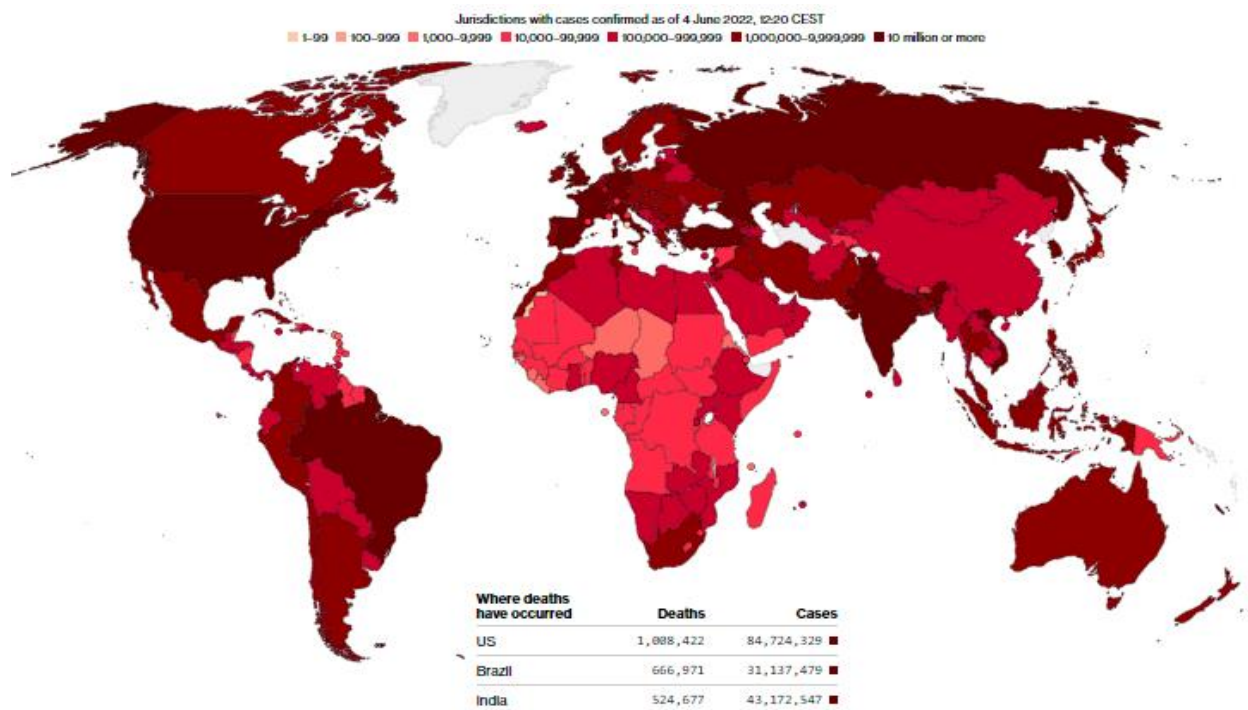 Jurisdictions with cases confirmed as of 4 June 2022, 12:20 CEST
1–99 100–999 1,000–9,999 10,000–99,999 100,000–999,999 1,000,000–9,999,999 10 million or more
Where deaths
have occurred Deaths Cases
US 1,008,422 84,724,329
Brazil 666,971 31,137,479
India 524,677 43,172,547